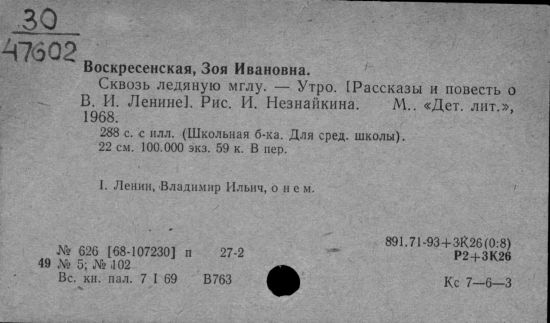 30
47602
Воскресенская, Зоя Ивановна.
Сквозь ледяную мглу. — Утро. [Рассказы и повесть о
В. И. Ленине]. Рис. И. Незнайкина. М.. «Дет. лит.»,
1968.
288 с. с илл. (Школьная б-ка. Для сред. школы).
22 см. 100.000 экз. 59 к. В пер.
I. Ленин, Владимир Ильич, о нем.
891.71-93+3К26(0:8)
№ 626 [68-107230] п 27-2 Р2+3К26
49 № 5; № 102
Вс. кн. пал. 7 I 69 В763 Кс 7—6—3